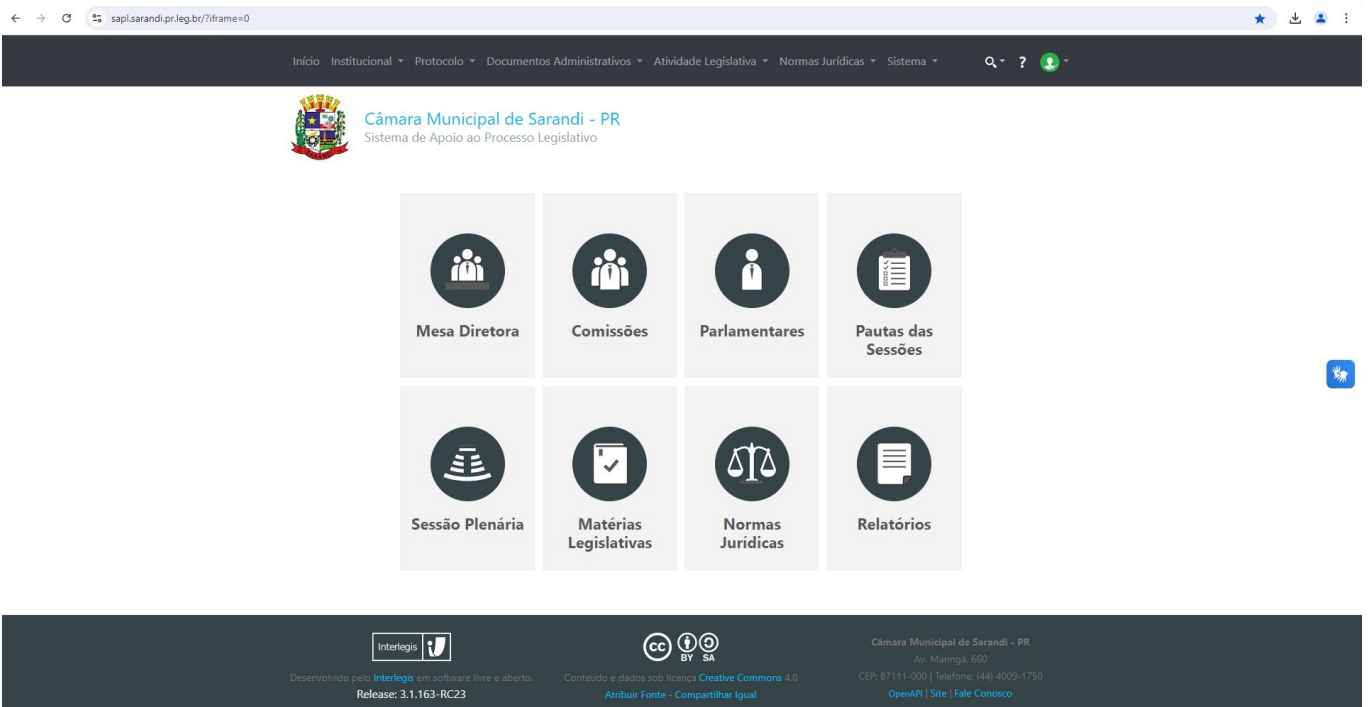 sapl.sarandi.pr.leg.br/?iframe=0
Início Institucional Protocolo Documentos Administrativos Atividade Legislativa Normas Jurídicas Sistema ?
Câmara Municipal de Sarandi - PR
Sistema de Apoio ao Processo Legislativo
Mesa Diretora
Comissões
Parlamentares
Pautas das
Sessões
Sessão Plenária
Matérias
Legislativas
Normas
Jurídicas
Relatórios
Interlegis
Desenvolvido pelo Interlegis em software livre e aberto.
Release: 3.1.163-RC23
cc BY SA
Conteúdo e dados sob licença Creative Commons 4.0
Atribuir Fonte - Compartilhar Igual
Câmara Municipal de Sarandi - PR
Av. Maringá, 660
CEP: 87111-000 | Telefone: (44) 4009-1750
OpenAPI | Site | Fale Conosco